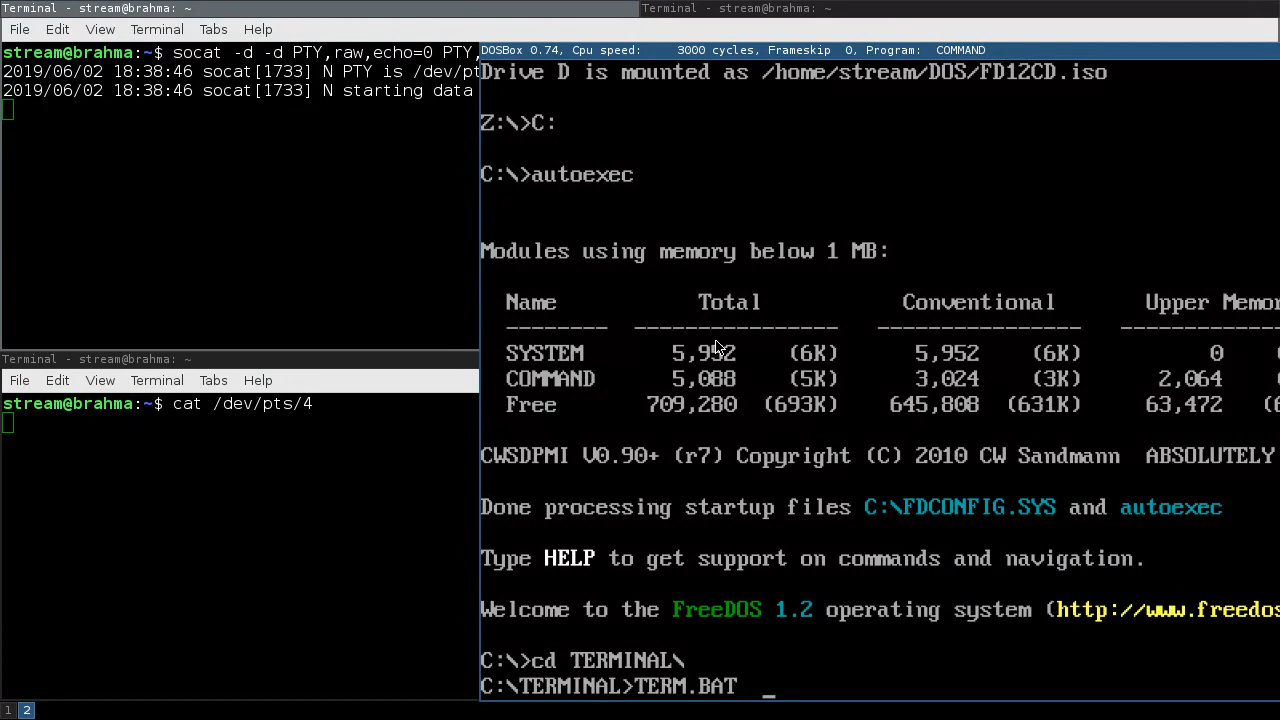 Terminal - stream@brahma: ~
Terminal - stream@brahma: ~
File Edit View Terminal Tabs Help
stream@brahma:~$ socat -d -d PTY,raw,echo=0 PTY,
2019/06/02 18:38:46 socat[1733] N PTY is /dev/pt
2019/06/02 18:38:46 socat[1733] N starting data
Terminal - stream@brahma: ~
File Edit View Terminal Tabs Help
stream@brahma:~$ cat /dev/pts/4
DOSBox 0.74, Cpu speed: 3000 cycles, Frameskip 0, Program: COMMAND
Drive D is mounted as /home/stream/DOS/FD12CD.iso
Z:\>C:
C:\>autoexec
Modules using memory below 1 MB:
Name Total Conventional Upper Memo
-------- ---------------- ---------------- ------------
SYSTEM 5,952 (6K) 5,952 (6K) 0 (
COMMAND 5,088 (5K) 3,024 (3K) 2,064 (
Free 709,280 (693K) 645,808 (631K) 63,472 (6
CWSDPMI V0.90+ (r7) Copyright (C) 2010 CW Sandmann ABSOLUTELY
Done processing startup files C:\FDCONFIG.SYS and autoexec
Type HELP to get support on commands and navigation.
Welcome to the FreeDOS 1.2 operating system (http://www.freedos
C:\>cd TERMINAL\
C:\TERMINAL>TERM.BAT _
1 2